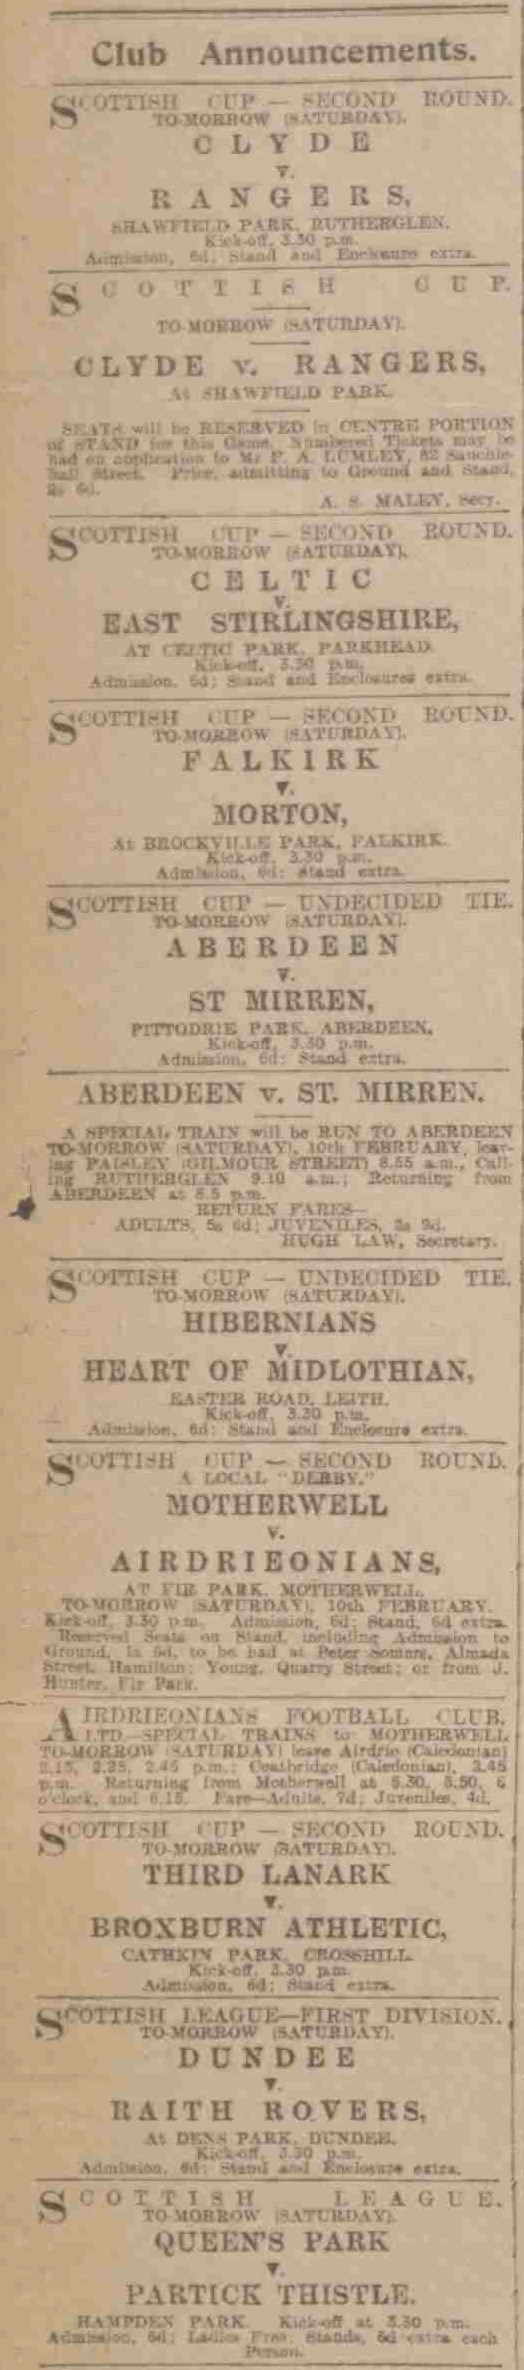 Club Announcements.
SCOTTISH CUP — SECOND ROUND.
TO-MORROW (SATURDAY).
CLYDE
v.
RANGERS,
SHAWFIELD PARK, RUTHERGLEN.
Kick-off, 3.30 p.m.
Admission, 6d; Stand and Enclosure extra.
SCOTTISH CUP.
TO-MORROW (SATURDAY).
CLYDE v. RANGERS,
At SHAWFIELD PARK.
SEATS will be RESERVED in CENTRE PORTION
of STAND for this Game. Numbered Tickets may be
had on application to Mr F. A. LUMLEY, 82 Sauchie-
hall Street. Price, admitting to Ground and Stand,
2s 6d.
A. S. MALEY, Secy.
SCOTTISH CUP — SECOND ROUND.
TO-MORROW (SATURDAY).
CELTIC
v.
EAST STIRLINGSHIRE,
AT CELTIC PARK, PARKHEAD.
Kick-off, 3.30 p.m.
Admission, 6d; Stand and Enclosures extra.
SCOTTISH CUP — SECOND ROUND.
TO-MORROW (SATURDAY).
FALKIRK
v.
MORTON,
At BROCKVILLE PARK, FALKIRK.
Kick-off, 3.30 p.m.
Admission, 6d; Stand extra.
SCOTTISH CUP — UNDECIDED TIE.
TO-MORROW (SATURDAY).
ABERDEEN
v.
ST MIRREN,
PITTODRIE PARK, ABERDEEN,
Kick-off, 3.30 p.m.
Admission, 6d; Stand extra.
ABERDEEN v. ST. MIRREN.
A SPECIAL TRAIN will be RUN TO ABERDEEN
TO-MORROW (SATURDAY), 10th FEBRUARY, leav-
ing PAISLEY (GILMOUR STREET) 8.55 a.m., Call-
ing RUTHERGLEN 9.10 a.m.; Returning from
ABERDEEN at 8.5 p.m.
RETURN FARES—
ADULTS, 5s 6d; JUVENILES, 2s 9d.
HUGH LAW, Secretary.
SCOTTISH CUP — UNDECIDED TIE.
TO-MORROW (SATURDAY).
HIBERNIANS
v.
HEART OF MIDLOTHIAN,
EASTER ROAD, LEITH.
Kick-off, 3.30 p.m.
Admission, 6d; Stand and Enclosure extra.
SCOTTISH CUP — SECOND ROUND.
A LOCAL "DERBY."
MOTHERWELL
v.
AIRDRIEONIANS,
AT FIR PARK, MOTHERWELL.
TO-MORROW (SATURDAY), 10th FEBRUARY.
Kick-off, 3.30 p.m. Admission, 6d; Stand, 6d extra.
Reserved Seats on Stand, including Admission to
Ground, 1s 6d, to be had at Peter Somers, Almada
Street, Hamilton; Young, Quarry Street; or from J.
Hunter, Fir Park.
AIRDRIEONIANS FOOTBALL CLUB,
LTD.—SPECIAL TRAINS to MOTHERWELL
TO-MORROW (SATURDAY) leave Airdrie (Caledonian)
2.15, 2.25, 2.45 p.m.; Coatbridge (Caledonian), 2.45
p.m. Returning from Motherwell at 5.30, 5.50, 6
o'clock, and 6.15. Fare—Adults, 7d; Juveniles, 4d.
SCOTTISH CUP — SECOND ROUND.
TO-MORROW (SATURDAY).
THIRD LANARK
v.
BROXBURN ATHLETIC,
CATHKIN PARK, CROSSHILL.
Kick-off, 3.30 p.m.
Admission, 6d; Stand extra.
SCOTTISH LEAGUE—FIRST DIVISION.
TO-MORROW (SATURDAY).
DUNDEE
v.
RAITH ROVERS,
At DENS PARK, DUNDEE.
Kick-off, 3.30 p.m.
Admission, 6d; Stand and Enclosure extra.
SCOTTISH LEAGUE.
TO-MORROW (SATURDAY).
QUEEN'S PARK
v.
PARTICK THISTLE.
HAMPDEN PARK. Kick-off at 3.30 p.m.
Admission, 6d; Ladies Free. Stands, 6d extra each
Person.